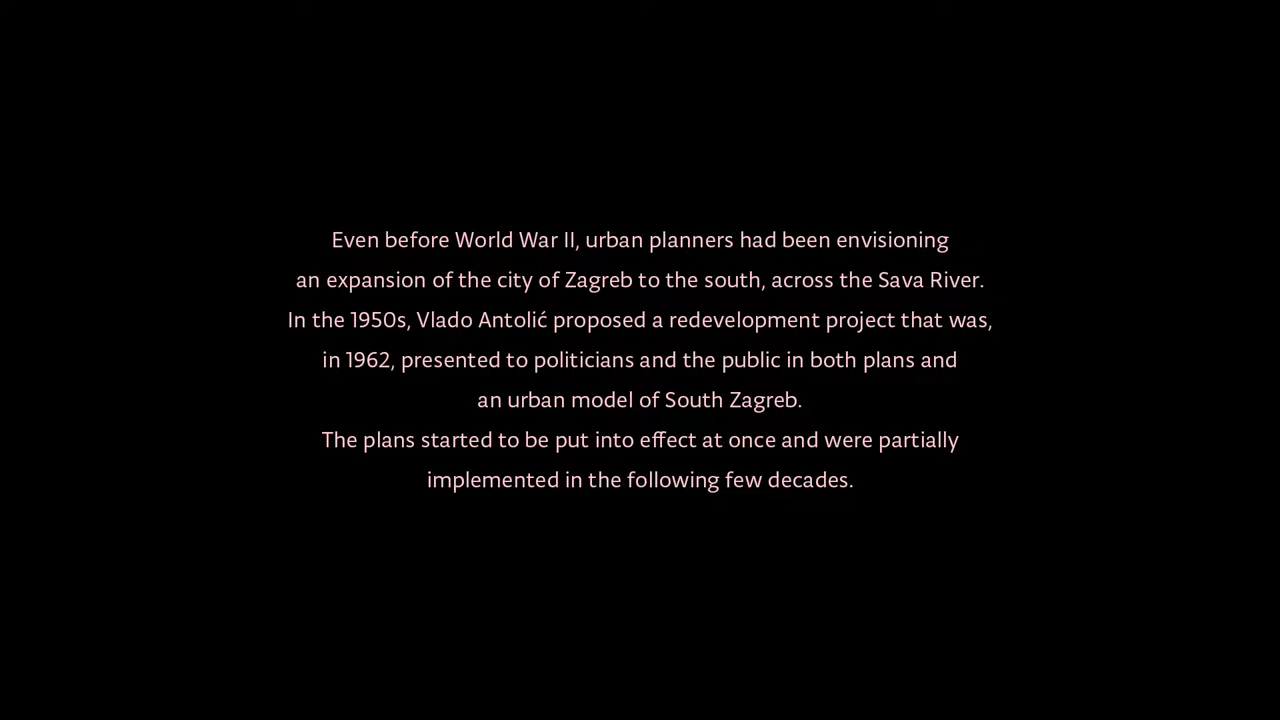 Even before World War II, urban planners had been envisioning
an expansion of the city of Zagreb to the south, across the Sava River.
In the 1950s, Vlado Antolić proposed a redevelopment project that was,
in 1962, presented to politicians and the public in both plans and
an urban model of South Zagreb.
The plans started to be put into effect at once and were partially
implemented in the following few decades.